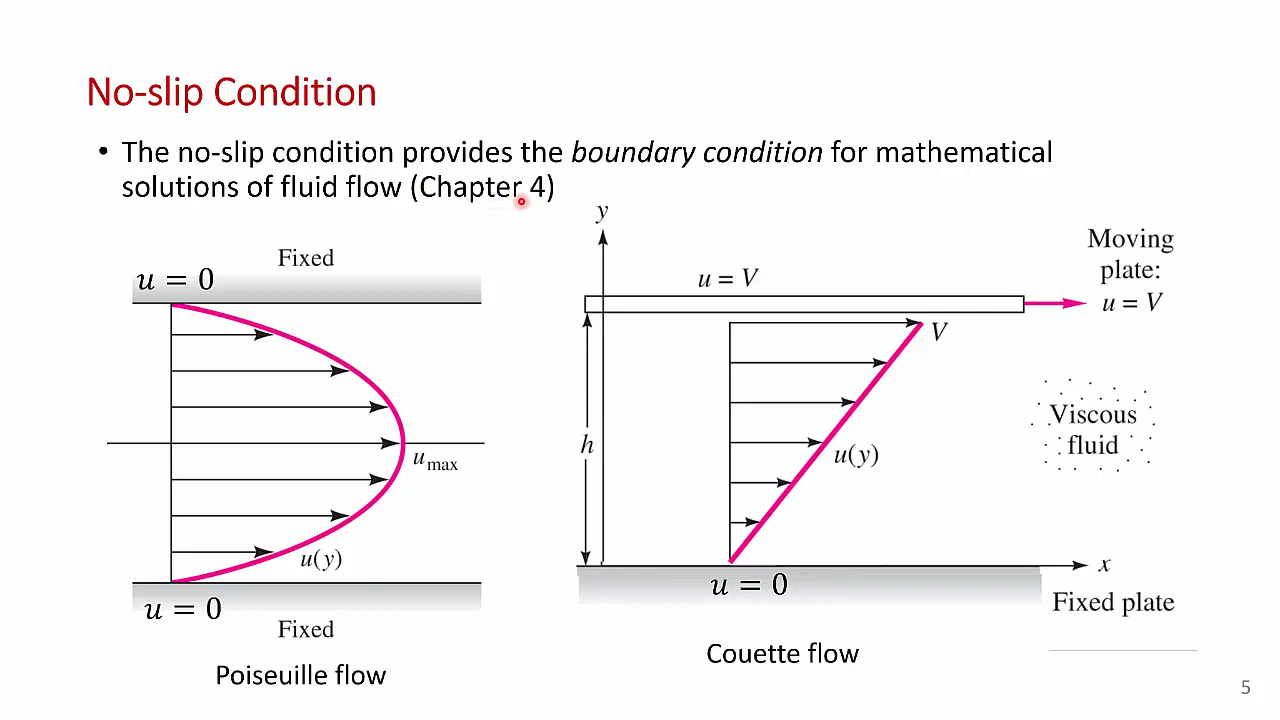 No-slip Condition
• The no-slip condition provides the boundary condition for mathematical
solutions of fluid flow (Chapter 4)
Fixed
u = 0
u_max
u(y)
u = 0
Fixed
Poiseuille flow
y
u = V
Moving
plate:
u = V
V
h
u(y)
Viscous
fluid
x
u = 0
Fixed plate
Couette flow
5